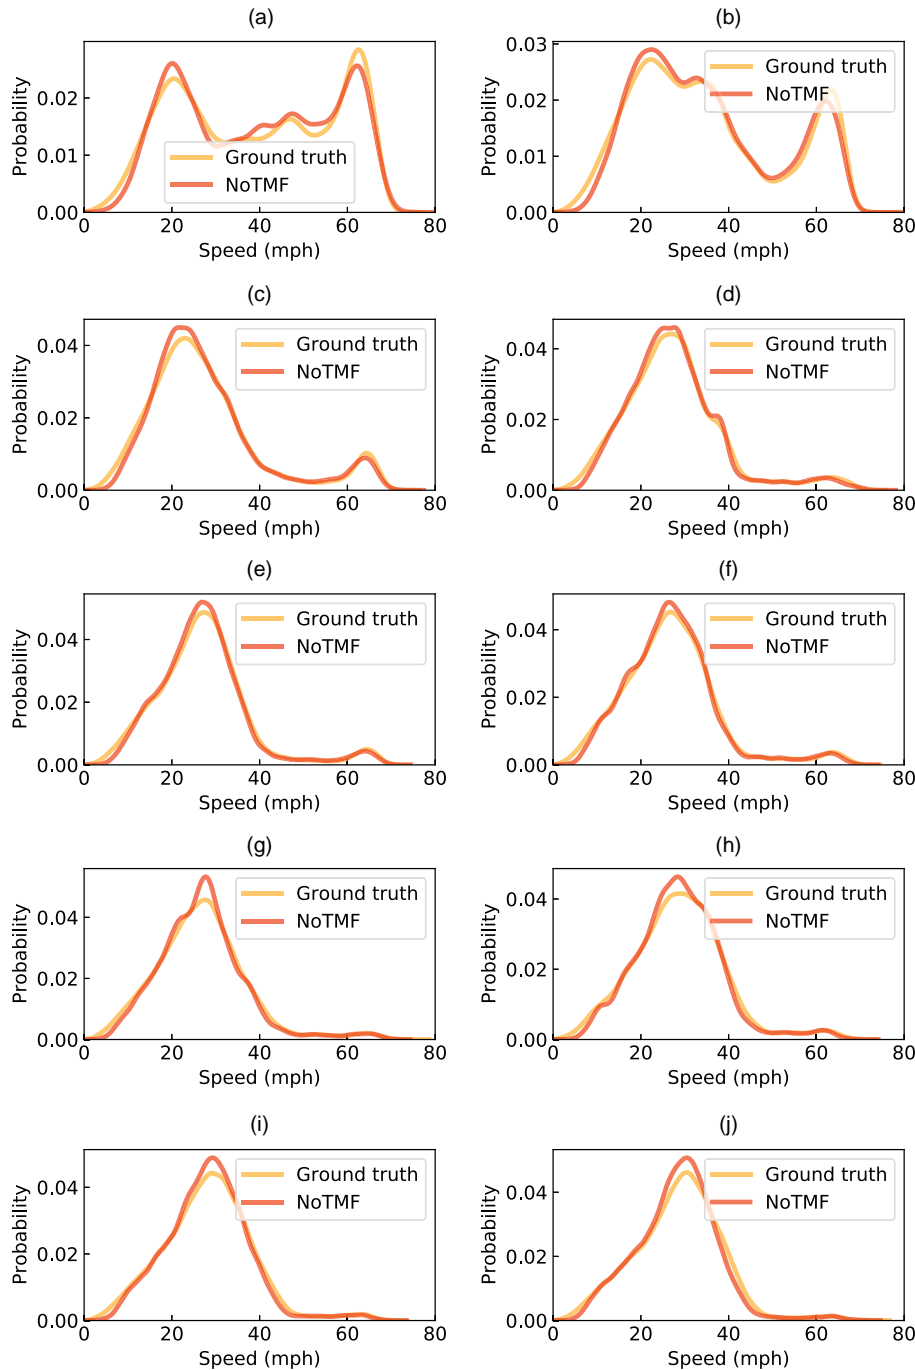 (a)
Probability
0.02
0.01
0.00
Ground truth
NoTMF
0 20 40 60 80
Speed (mph)
(b)
Probability
0.03
0.02
0.01
0.00
Ground truth
NoTMF
0 20 40 60 80
Speed (mph)
(c)
Probability
0.04
0.02
0.00
Ground truth
NoTMF
0 20 40 60 80
Speed (mph)
(d)
Probability
0.04
0.02
0.00
Ground truth
NoTMF
0 20 40 60 80
Speed (mph)
(e)
Probability
0.04
0.02
0.00
Ground truth
NoTMF
0 20 40 60 80
Speed (mph)
(f)
Probability
0.04
0.02
0.00
Ground truth
NoTMF
0 20 40 60 80
Speed (mph)
(g)
Probability
0.04
0.02
0.00
Ground truth
NoTMF
0 20 40 60 80
Speed (mph)
(h)
Probability
0.04
0.02
0.00
Ground truth
NoTMF
0 20 40 60 80
Speed (mph)
(i)
Probability
0.04
0.02
0.00
Ground truth
NoTMF
0 20 40 60 80
Speed (mph)
(j)
Probability
0.04
0.02
0.00
Ground truth
NoTMF
0 20 40 60 80
Speed (mph)